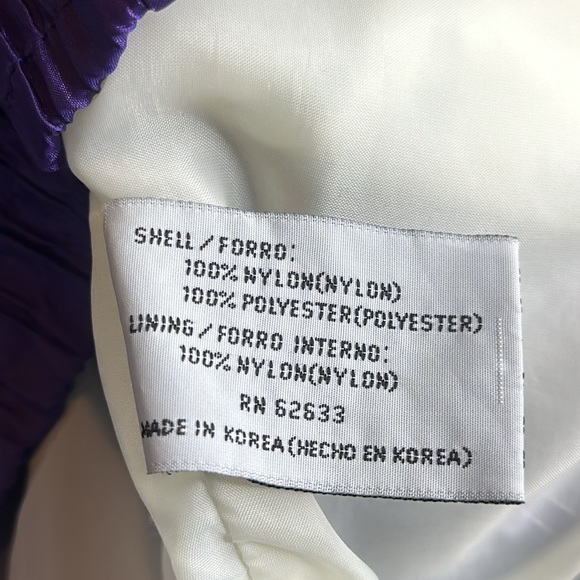 SHELL/FORRO:
100% NYLON(NYLON)
100% POLYESTER(POLYESTER)
LINING/FORRO INTERNO:
100% NYLON(NYLON)
RN 62633
MADE IN KOREA(HECHO EN KOREA)